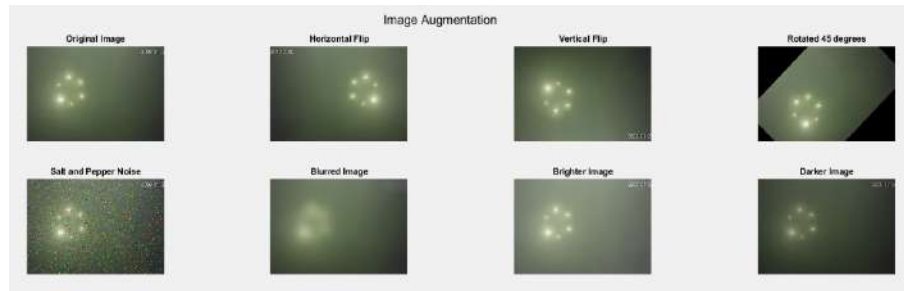 Image Augmentation
Original Image
Horizontal Flip
Vertical Flip
Rotated 45 degrees
Salt and Pepper Noise
Blurred Image
Brighter Image
Darker Image